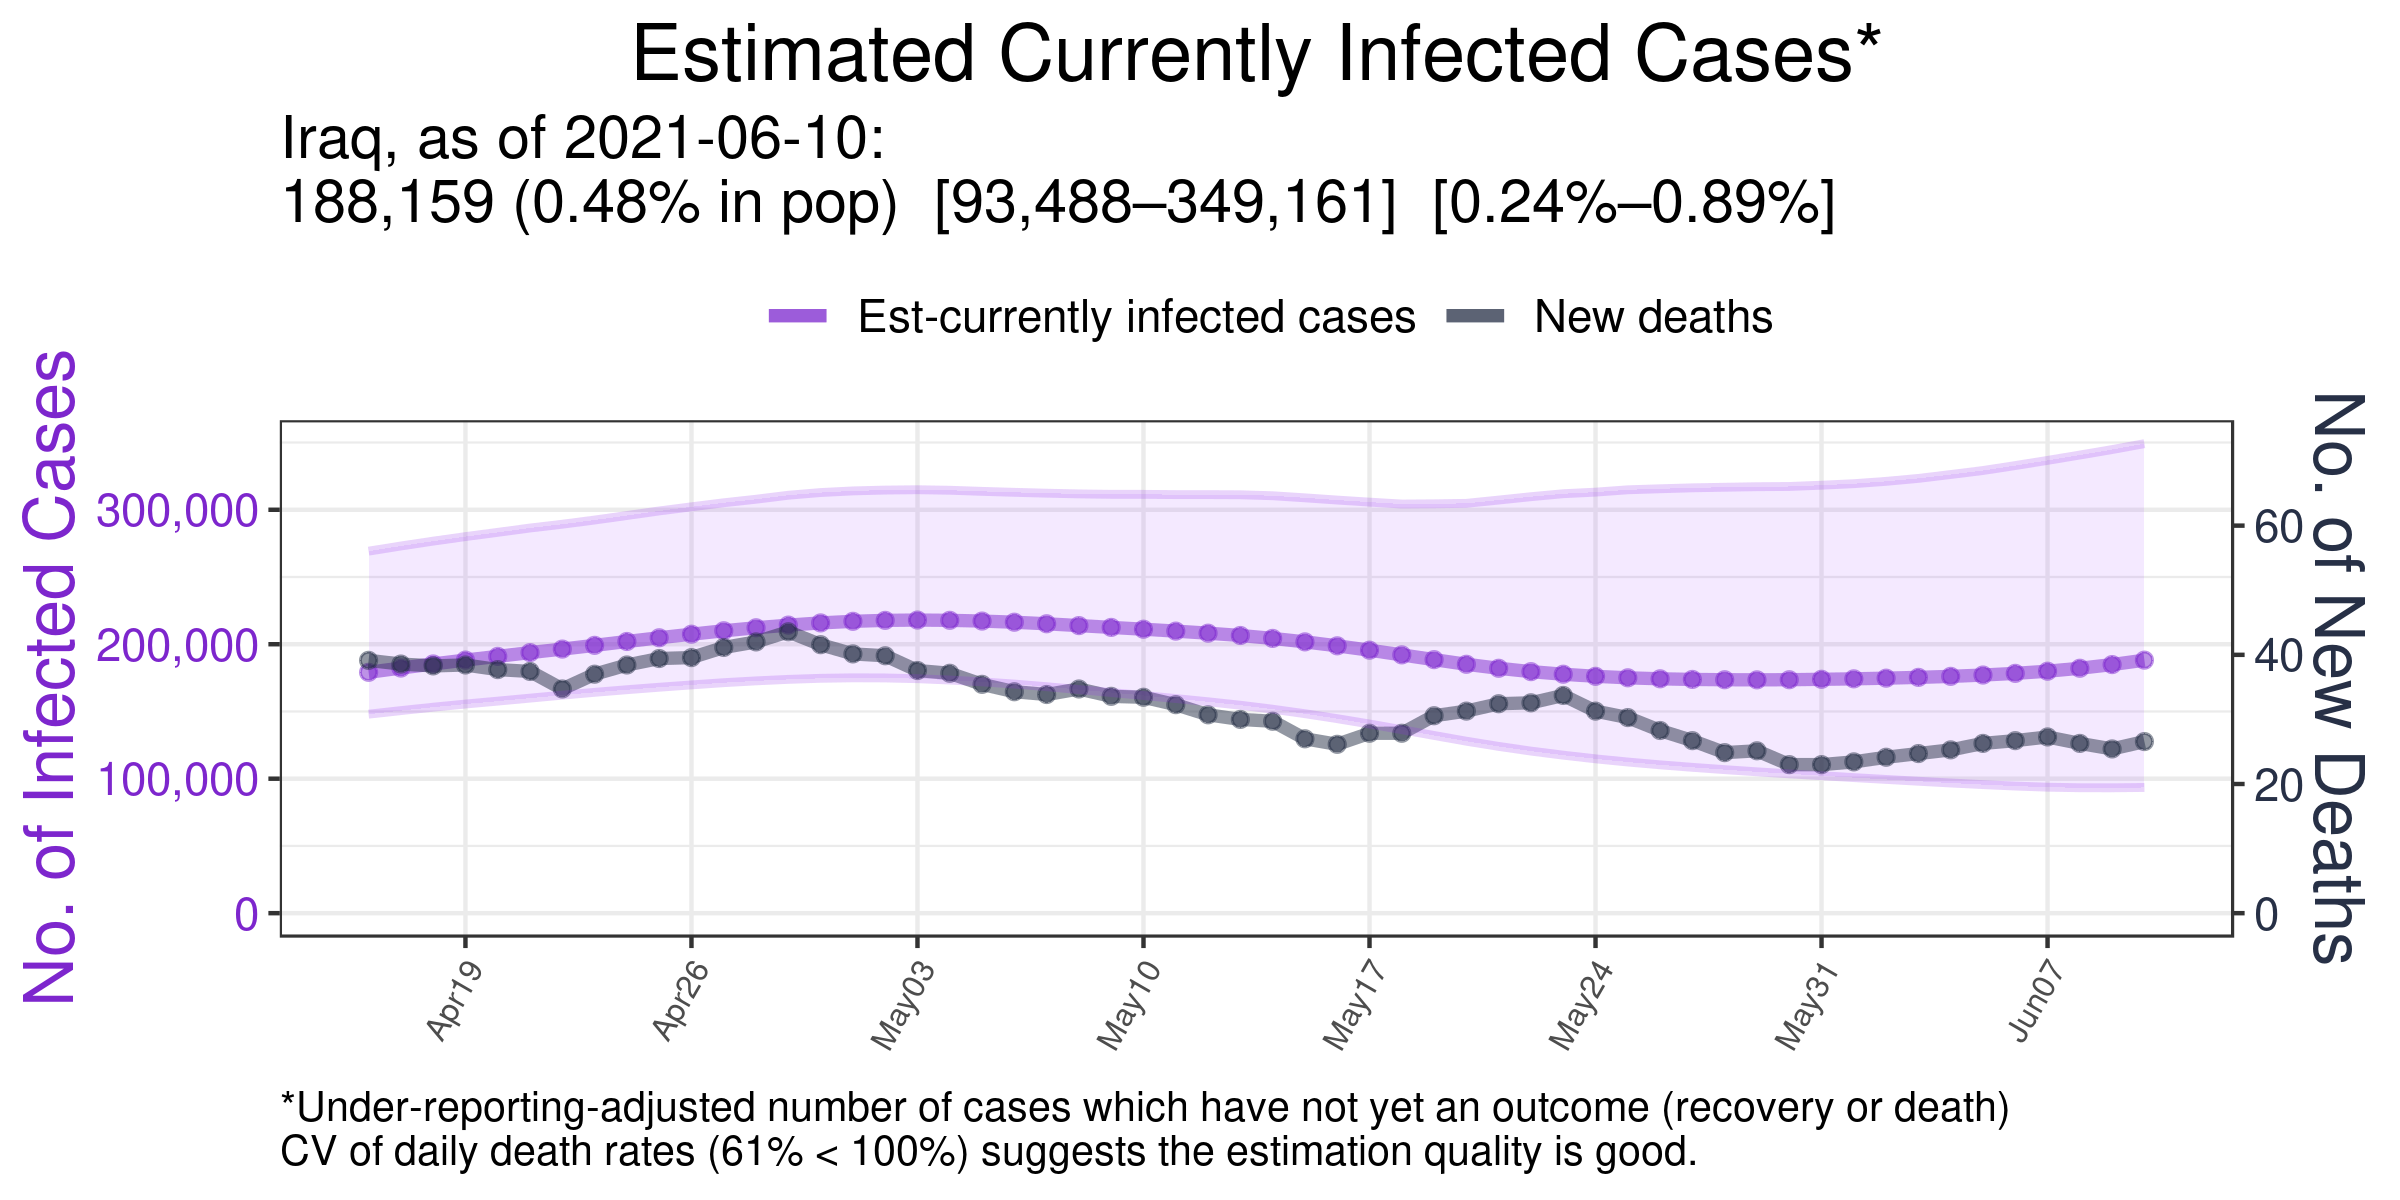 Estimated Currently Infected Cases*
Iraq, as of 2021-06-10:
188,159 (0.48% in pop)  [93,488–349,161]  [0.24%–0.89%]
Est-currently infected cases
New deaths
No. of Infected Cases
300,000
200,000
100,000
0
No. of New Deaths
60
40
20
0
Apr19
Apr26
May03
May10
May17
May24
May31
Jun07
*Under-reporting-adjusted number of cases which have not yet an outcome (recovery or death)
CV of daily death rates (61% < 100%) suggests the estimation quality is good.